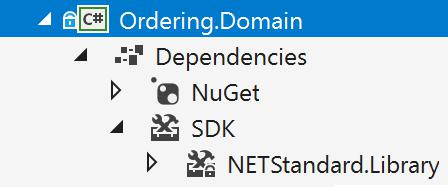 C# Ordering.Domain
Dependencies
NuGet
SDK
NETStandard.Library